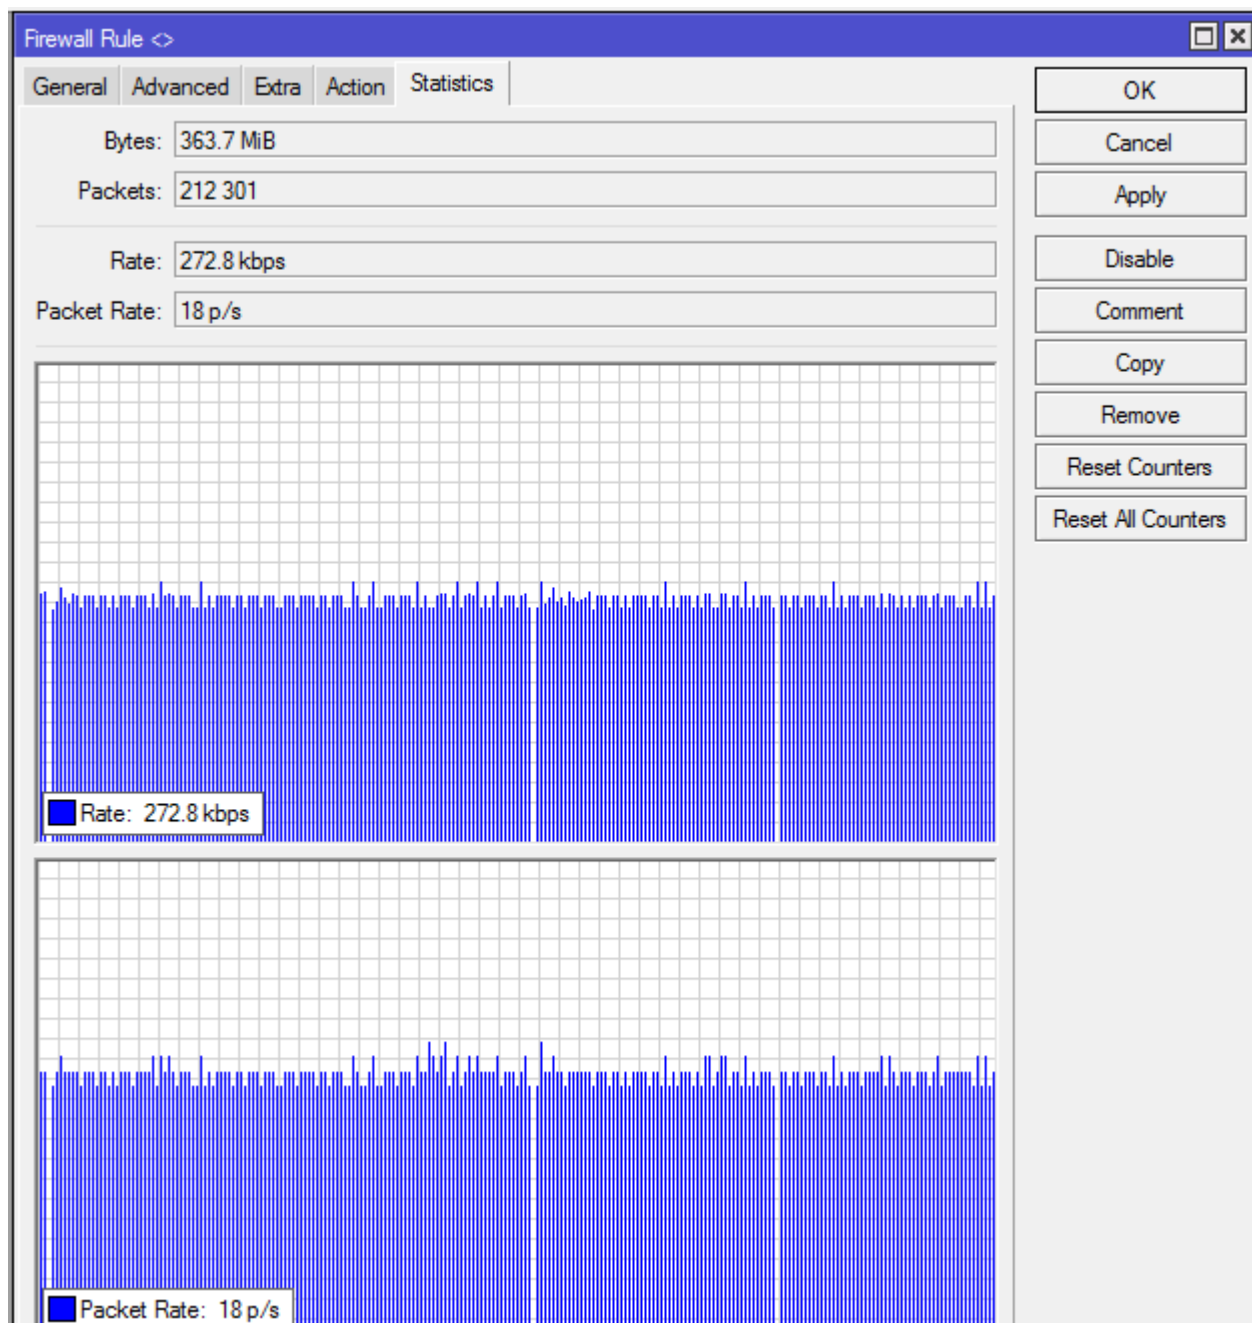 Firewall Rule <>
General Advanced Extra Action Statistics
Bytes: 363.7 MiB
Packets: 212 301
Rate: 272.8 kbps
Packet Rate: 18 p/s
Rate: 272.8 kbps
Packet Rate: 18 p/s
OK
Cancel
Apply
Disable
Comment
Copy
Remove
Reset Counters
Reset All Counters